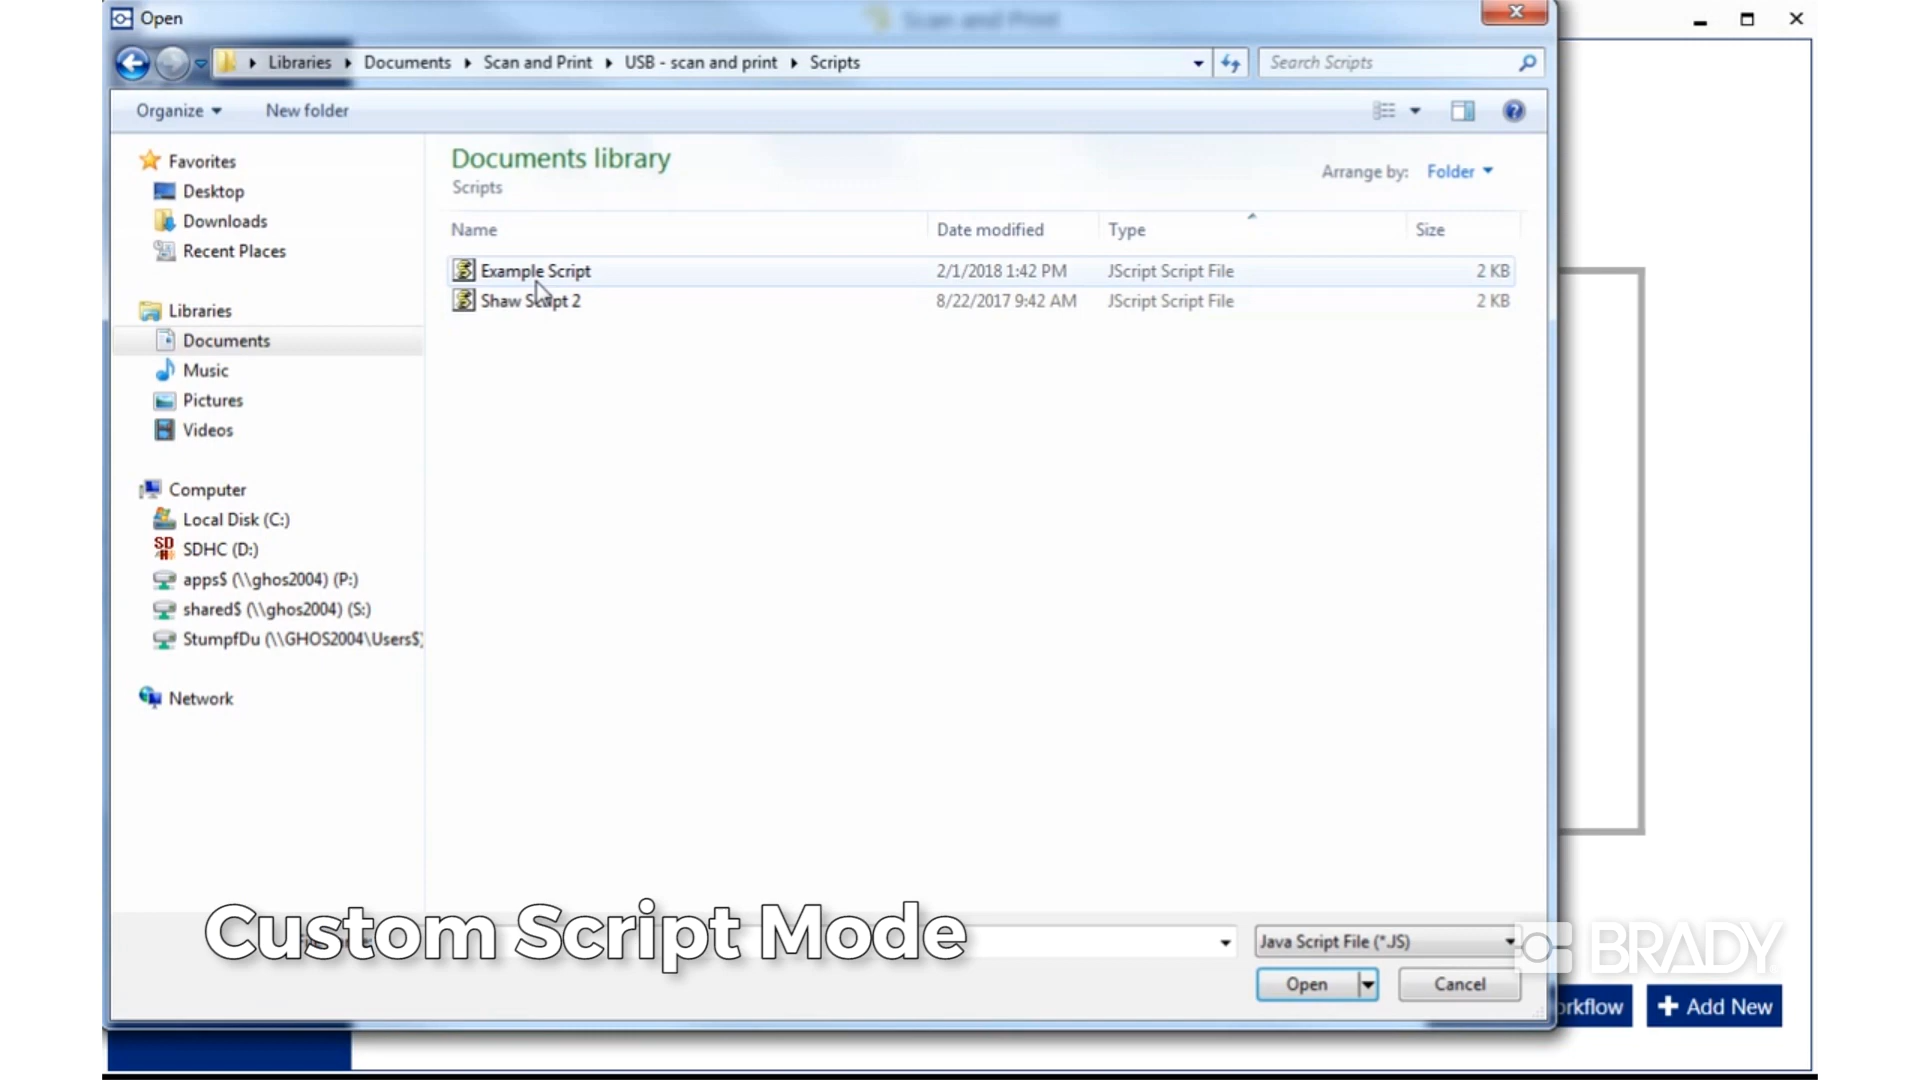 Open
Scan and Print
Libraries
Documents
Scan and Print
USB - scan and print
Scripts
Search Scripts
Organize
New folder
Favorites
Desktop
Downloads
Recent Places
Libraries
Documents
Music
Pictures
Videos
Computer
Local Disk (C:)
SDHC (D:)
apps$ (\\ghos2004) (P:)
shared$ (\\ghos2004) (S:)
StumpfDu (\\GHOS2004\Users$)
Network
Documents library
Scripts
Arrange by: Folder
Name Date modified Type Size
Example Script 2/1/2018 1:42 PM JScript Script File 2 KB
Shaw Script 2 8/22/2017 9:42 AM JScript Script File 2 KB
Custom Script Mode
Java Script File (*.JS)
BRADY
Open
Cancel
orkflow
Add New